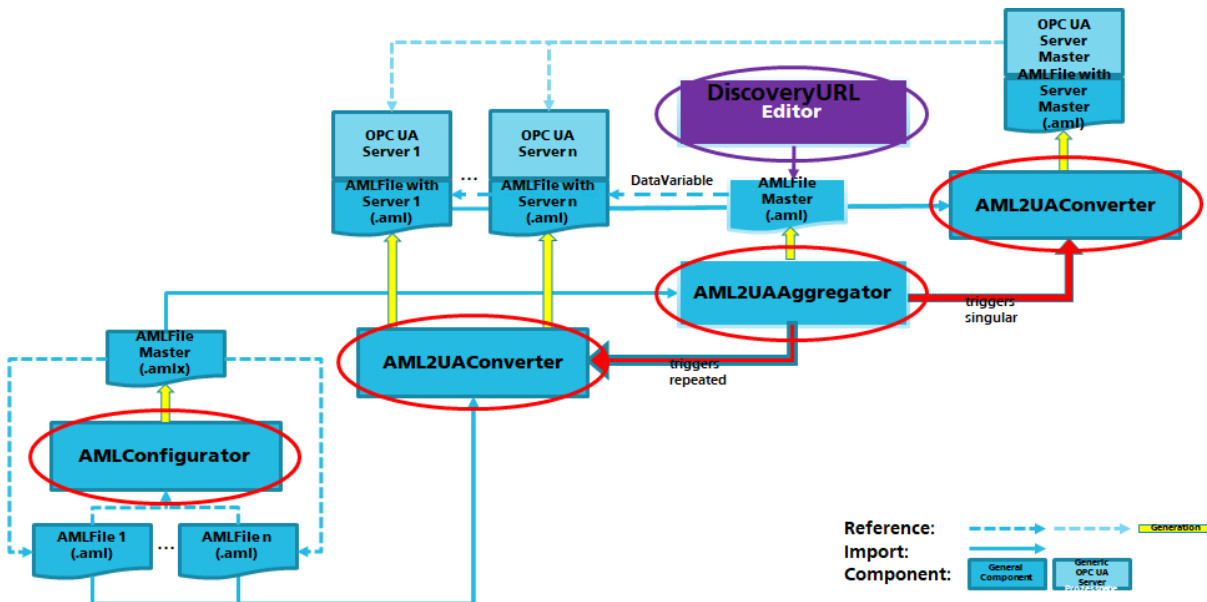 OPC UA
Server
Master
AMLFile with
Server
Master
(.aml)
DiscoveryURL
Editor
OPC UA
Server 1
...
OPC UA
Server n
AMLFile with
Server 1
(.aml)
AMLFile with
Server n
(.aml)
DataVariable
AMLFile
Master
(.aml)
AML2UAConverter
AML2UAAggregator
triggers
singular
AMLFile
Master
(.amlx)
AML2UAConverter
triggers
repeated
AMLConfigurator
AMLFile 1
(.aml)
...
AMLFile n
(.aml)
Reference:
Generation
Import:
Component:
General
Component
Generic
OPC UA
Server